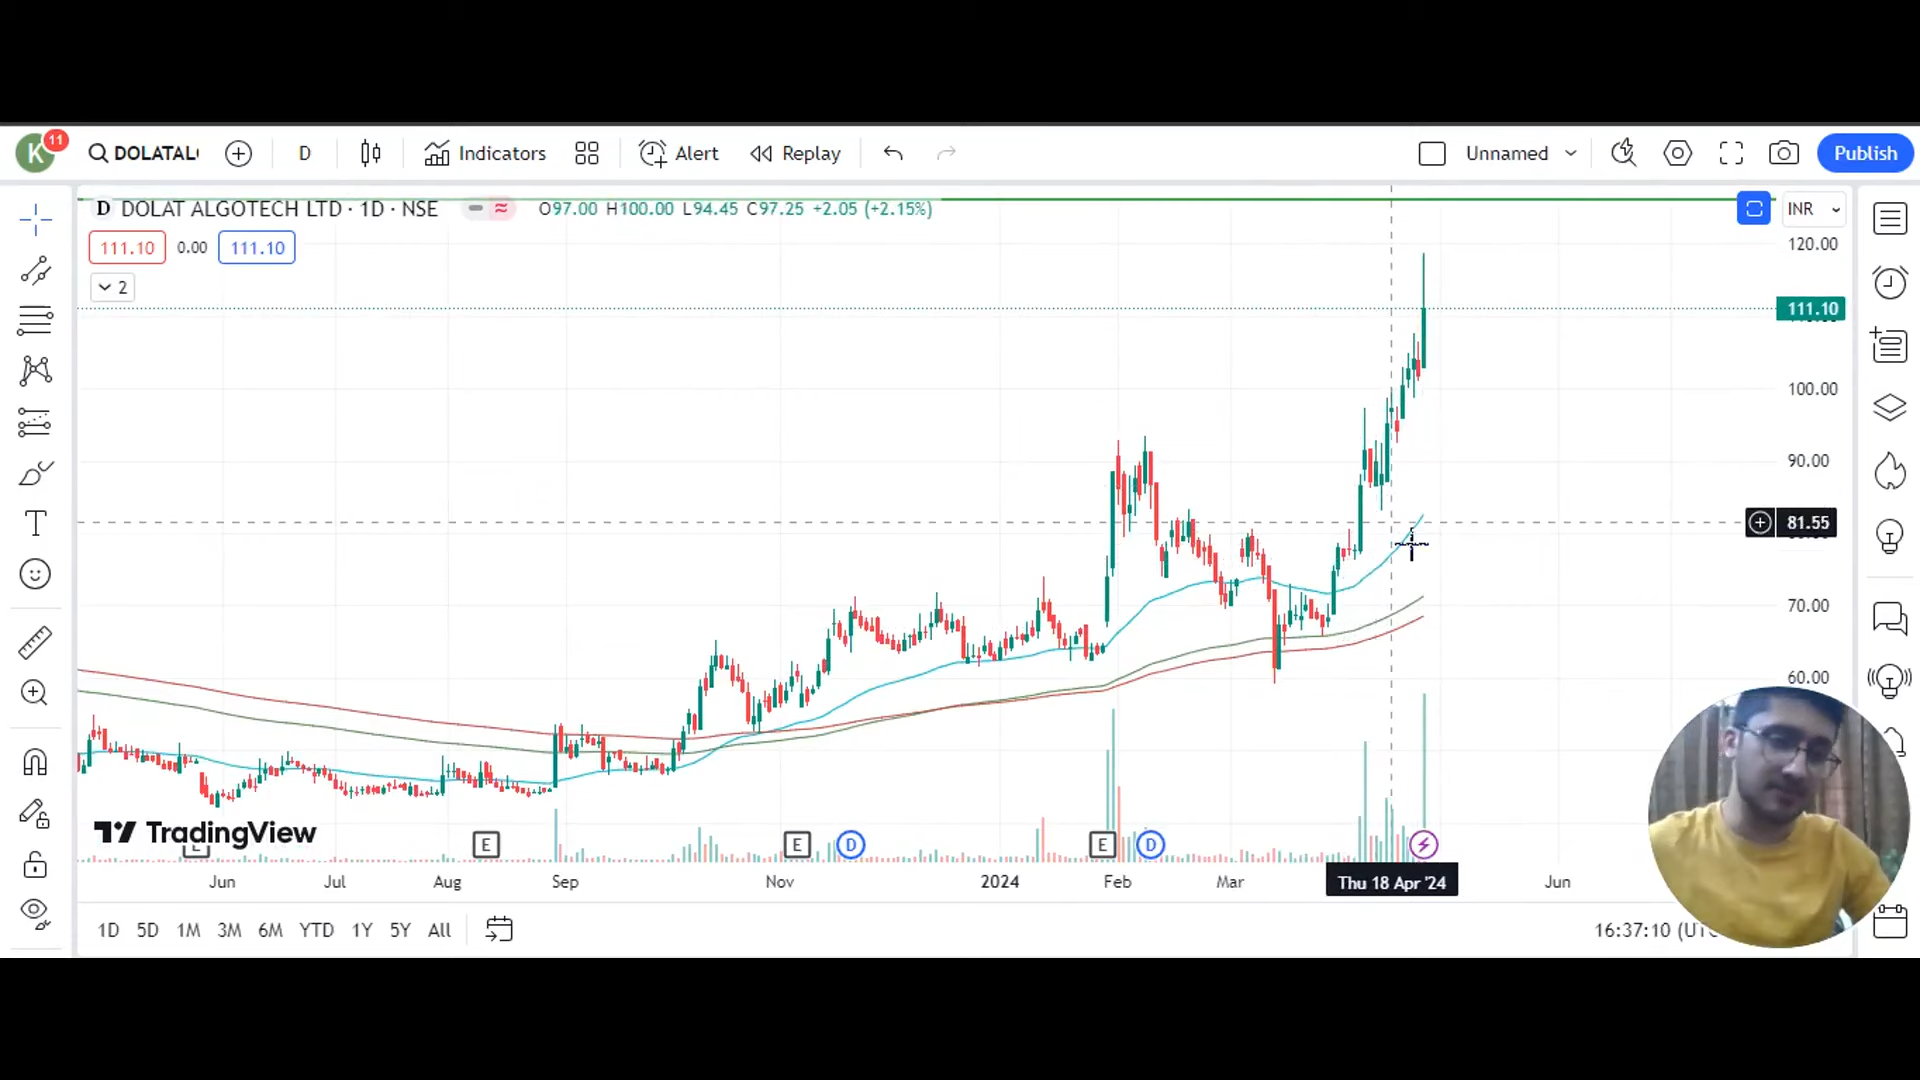 K 11 DOLATAL D Indicators Alert Replay Unnamed Publish
D DOLAT ALGOTECH LTD · 1D · NSE O97.00 H100.00 L94.45 C97.25 +2.05 (+2.15%) INR
111.10 0.00 111.10
2
120.00
111.10
100.00
90.00
81.55
70.00
60.00
TradingView
E E E D E D
Jun Jul Aug Sep Nov 2024 Feb Mar Thu 18 Apr '24 Jun
1D 5D 1M 3M 6M YTD 1Y 5Y All 16:37:10 (UT